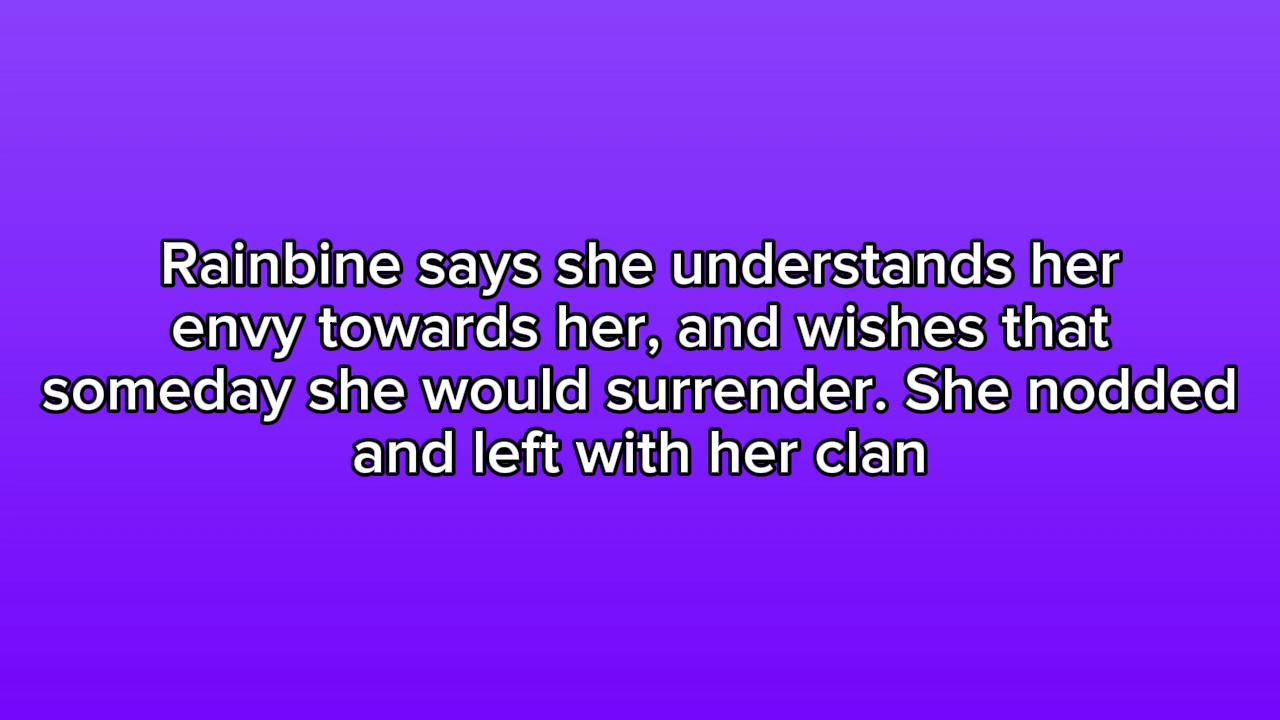 Rainbine says she understands her
envy towards her, and wishes that
someday she would surrender. She nodded
and left with her clan